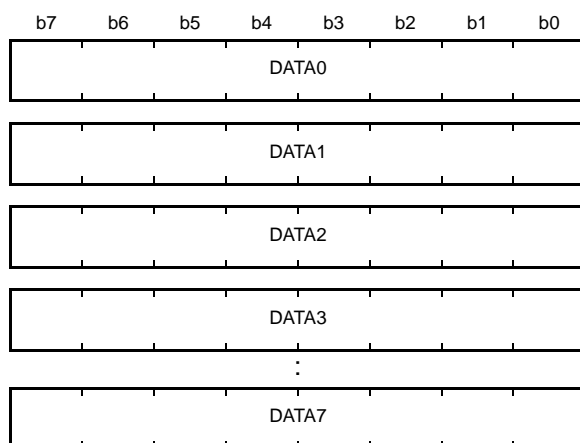 b7 b6 b5 b4 b3 b2 b1 b0
DATA0
DATA1
DATA2
DATA3
:
DATA7